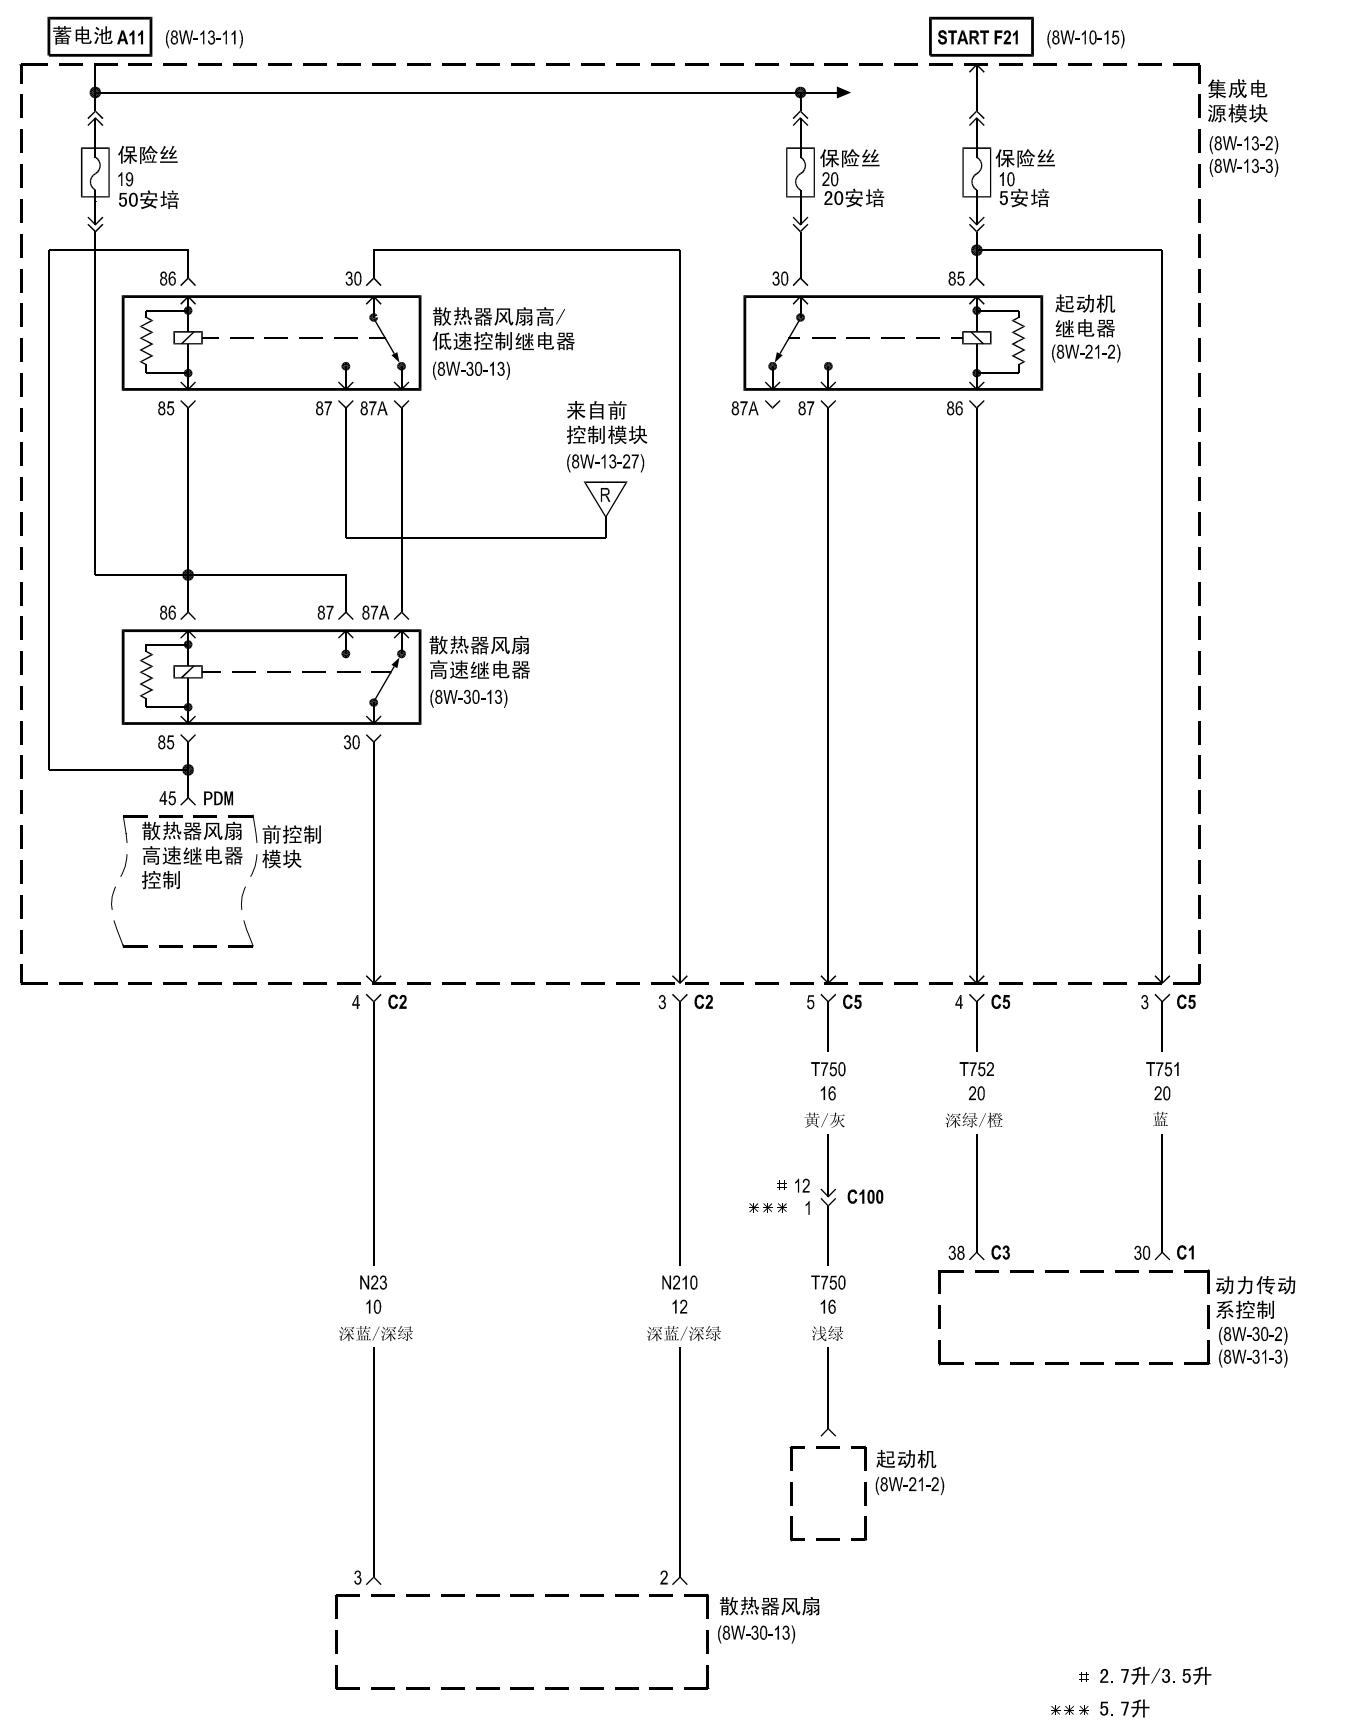 蓄电池 A11 (8W-13-11)
START F21 (8W-10-15)
集成电
源模块
(8W-13-2)
(8W-13-3)
保险丝
19
50安培
保险丝
20
20安培
保险丝
10
5安培
86
30
30
85
散热器风扇高/
低速控制继电器
(8W-30-13)
起动机
继电器
(8W-21-2)
85
87
87A
87A
87
86
来自前
控制模块
(8W-13-27)
R
86
87
87A
散热器风扇
高速继电器
(8W-30-13)
85
30
45 PDM
散热器风扇
高速继电器
控制
前控制
模块
4 C2
3 C2
5 C5
4 C5
3 C5
T750
16
黄/灰
T752
20
深绿/橙
T751
20
蓝
# 12
*** 1
C100
38 C3
30 C1
N23
10
深蓝/深绿
N210
12
深蓝/深绿
T750
16
浅绿
动力传动
系控制
(8W-30-2)
(8W-31-3)
起动机
(8W-21-2)
3
2
散热器风扇
(8W-30-13)
# 2.7升/3.5升
*** 5.7升